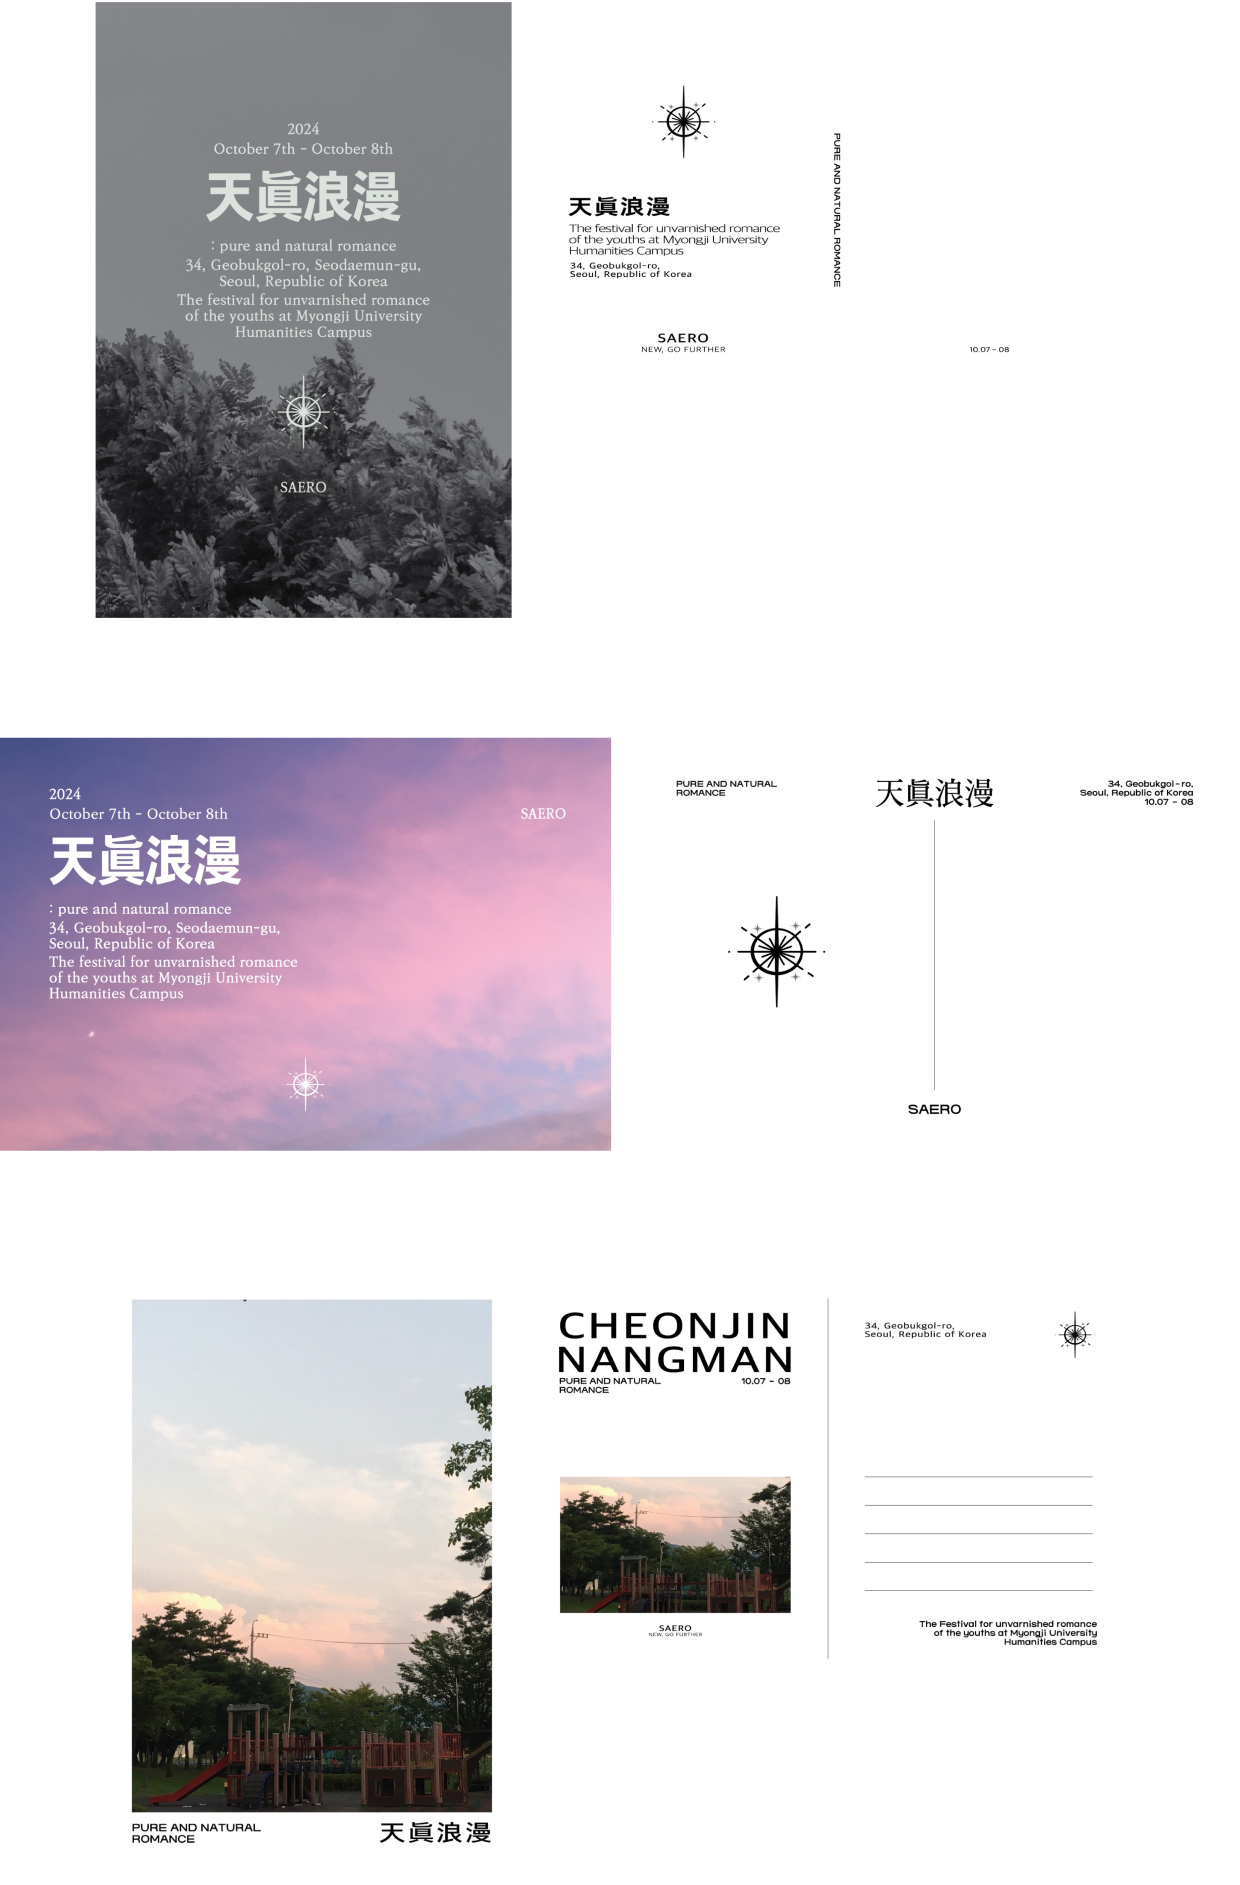 2024
October 7th - October 8th
天眞浪漫
: pure and natural romance
34, Geobukgol-ro, Seodaemun-gu,
Seoul, Republic of Korea
The festival for unvarnished romance
of the youths at Myongji University
Humanities Campus
SAERO
天眞浪漫
The festival for unvarnished romance
of the youths at Myongji University
Humanities Campus
34, Geobukgol-ro,
Seoul, Republic of Korea
SAERO
NEW, GO FURTHER
PURE AND NATURAL ROMANCE
10.07 - 08
2024
October 7th - October 8th
天眞浪漫
: pure and natural romance
34, Geobukgol-ro, Seodaemun-gu,
Seoul, Republic of Korea
The festival for unvarnished romance
of the youths at Myongji University
Humanities Campus
SAERO
PURE AND NATURAL
ROMANCE
天眞浪漫
34, Geobukgol-ro,
Seoul, Republic of Korea
10.07 - 08
SAERO
PURE AND NATURAL
ROMANCE
天眞浪漫
CHEONJIN
NANGMAN
PURE AND NATURAL
ROMANCE
10.07 - 08
SAERO
NEW, GO FURTHER
34, Geobukgol-ro,
Seoul, Republic of Korea
The Festival for unvarnished romance
of the youths at Myongji University
Humanities Campus